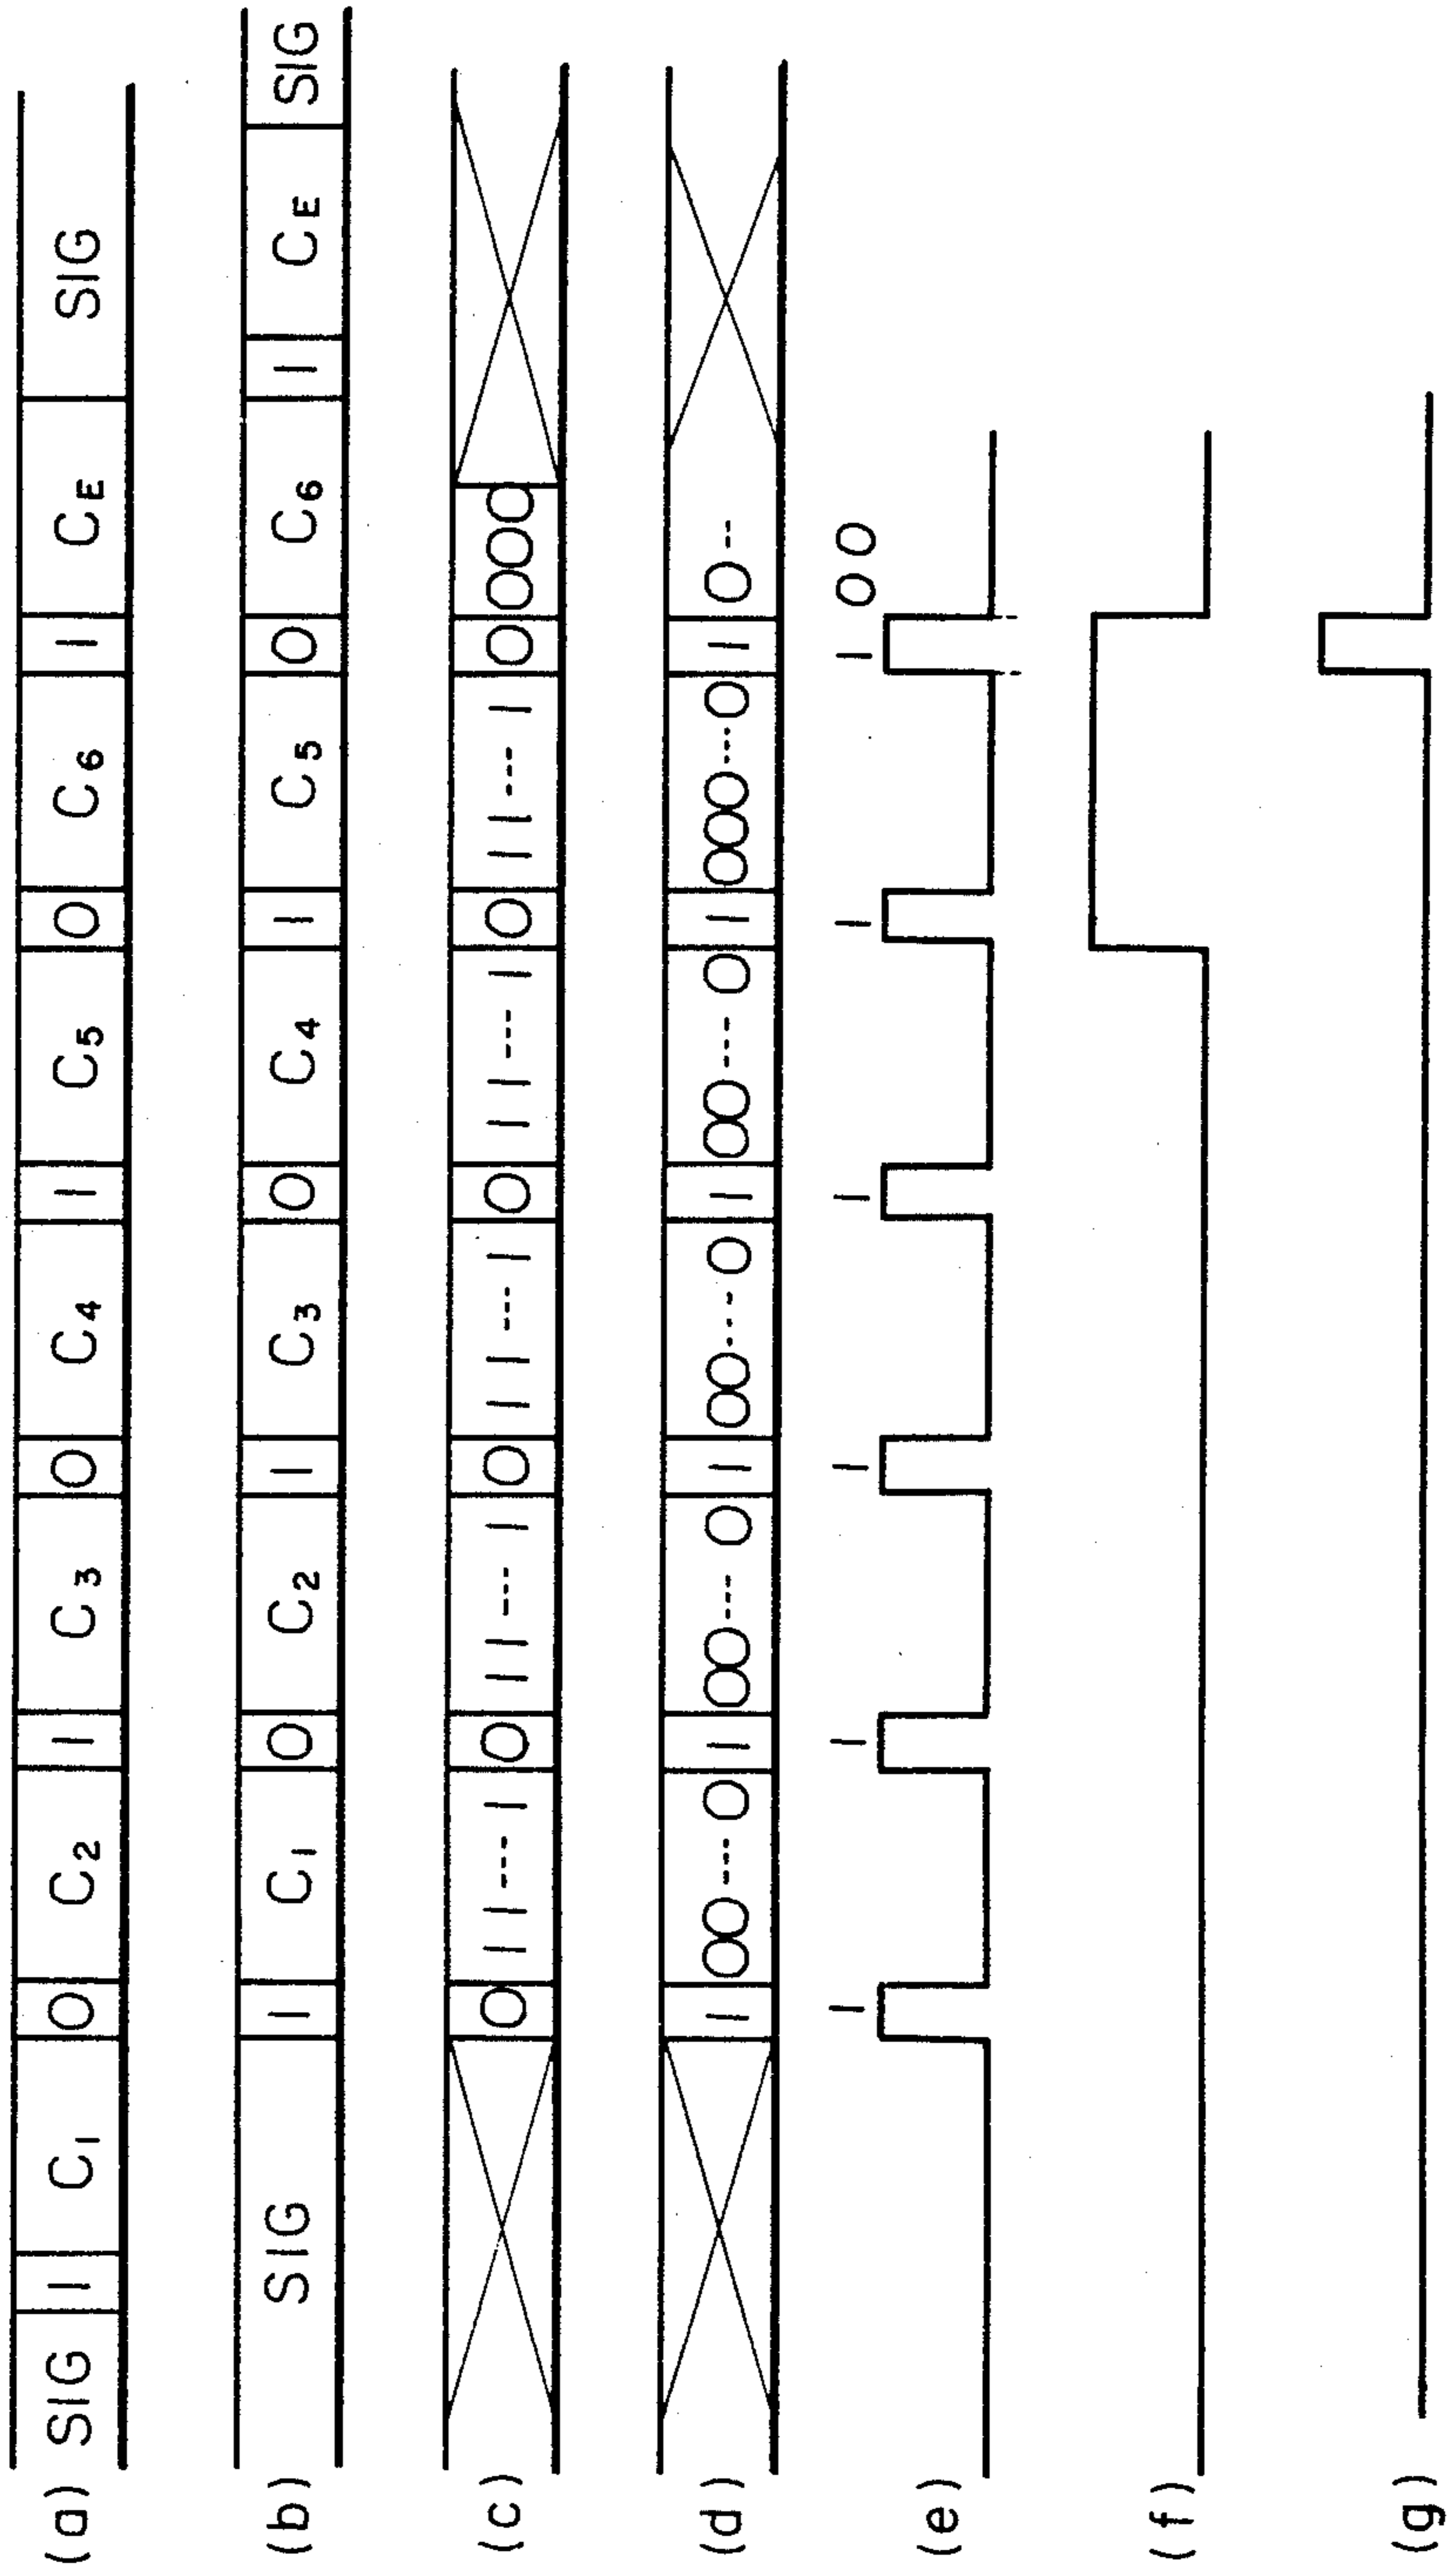 (a) SIG 1 C1 0 C2 1 C3 0 C4 1 C5 0 C6 1 CE SIG
(b) SIG 1 C1 0 C2 1 C3 0 C4 1 C5 0 C6 1 CE SIG
(c) 0 11---1 0 11---1 0 11---1 0 11---1 0 11---1 0 000
(d) 1 00---0 1 00---0 1 00---0 1 00---0 1 000---0 1 0--
(e) 1 1 1 1 1 1 0 0
(f)
(g)